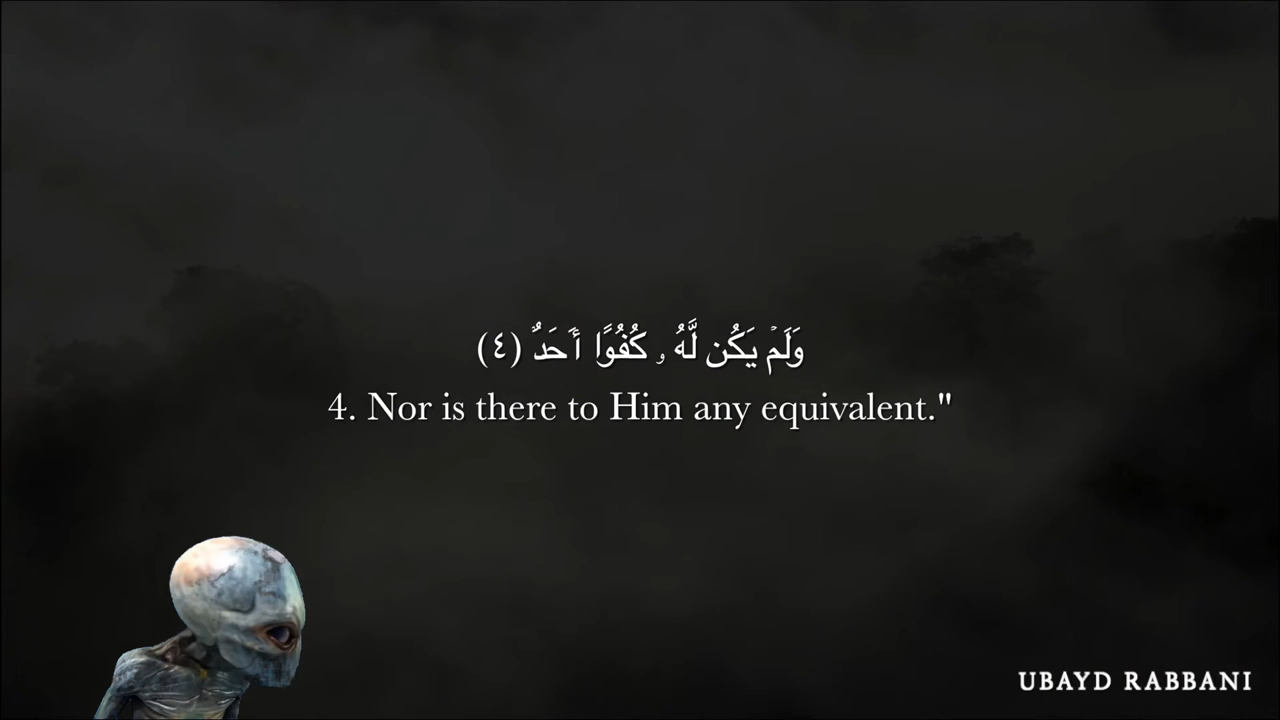 وَلَمْ يَكُن لَّهُۥ كُفُوًا أَحَدٌۢ (٤)
4. Nor is there to Him any equivalent."
UBAYD RABBANI